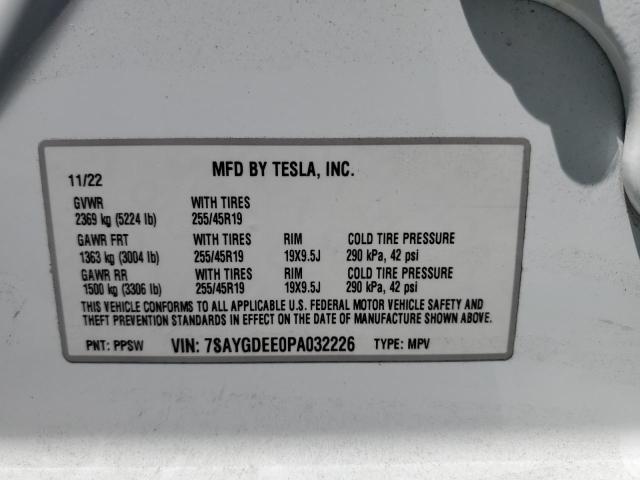 MFD BY TESLA, INC.
11/22
GVWR WITH TIRES
2369 kg (5224 lb) 255/45R19
GAWR FRT WITH TIRES RIM COLD TIRE PRESSURE
1363 kg (3004 lb) 255/45R19 19X9.5J 290 kPa, 42 psi
GAWR RR WITH TIRES RIM COLD TIRE PRESSURE
1500 kg (3306 lb) 255/45R19 19X9.5J 290 kPa, 42 psi
THIS VEHICLE CONFORMS TO ALL APPLICABLE U.S. FEDERAL MOTOR VEHICLE SAFETY AND
THEFT PREVENTION STANDARDS IN EFFECT ON THE DATE OF MANUFACTURE SHOWN ABOVE.
PNT: PPSW VIN: 7SAYGDEE0PA032226 TYPE: MPV